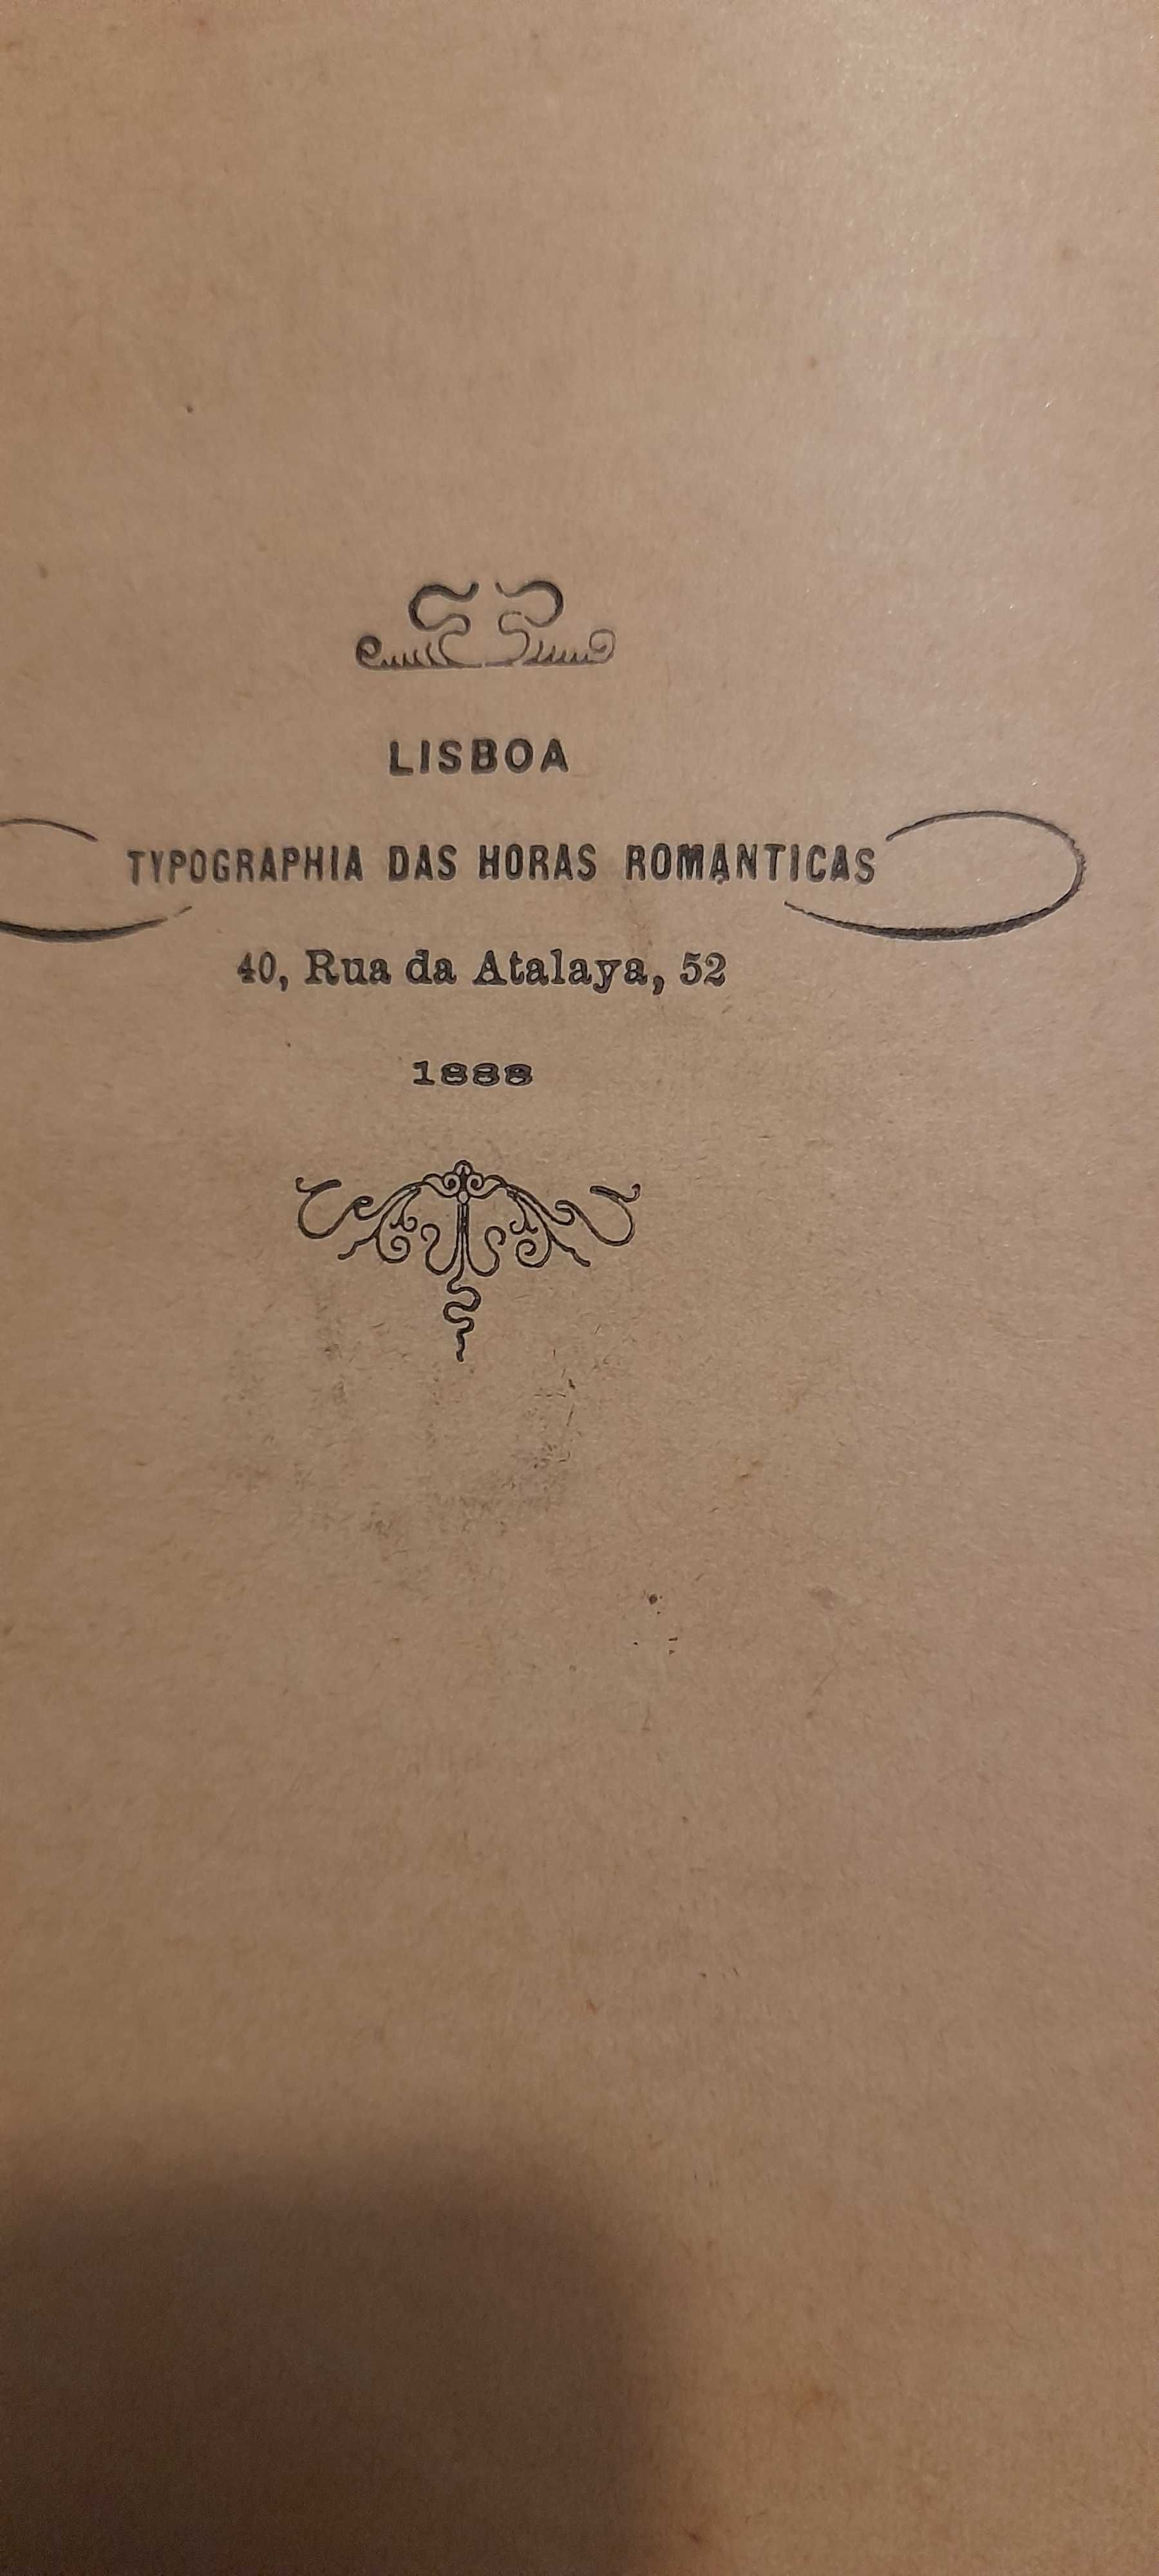 LISBOA
TYPOGRAPHIA DAS HORAS ROMANTICAS
40, Rua da Atalaya, 52
1888